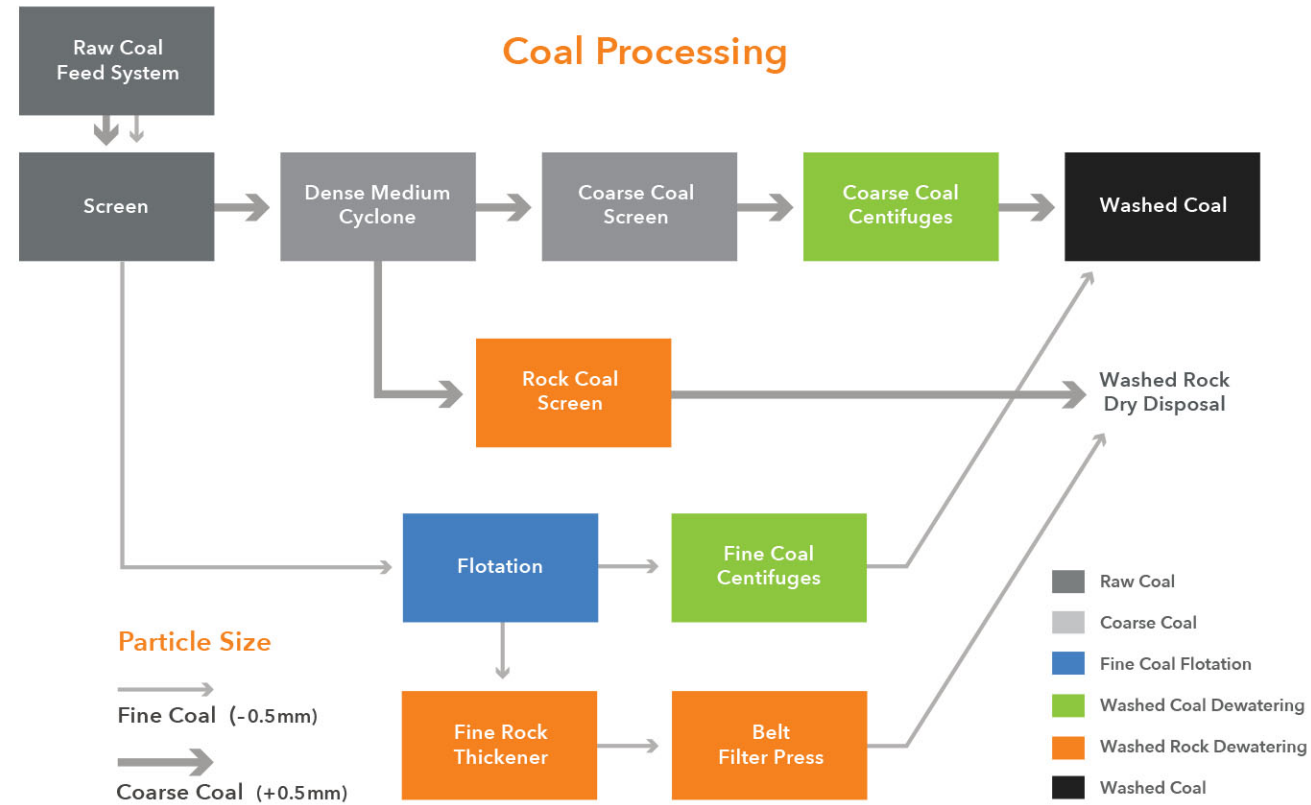 Coal Processing
Raw Coal
Feed System
Screen
Dense Medium
Cyclone
Coarse Coal
Screen
Coarse Coal
Centifuges
Washed Coal
Rock Coal
Screen
Washed Rock
Dry Disposal
Flotation
Fine Coal
Centifuges
Fine Rock
Thickener
Belt
Filter Press
Particle Size
Fine Coal (-0.5mm)
Coarse Coal (+0.5mm)
Raw Coal
Coarse Coal
Fine Coal Flotation
Washed Coal Dewatering
Washed Rock Dewatering
Washed Coal